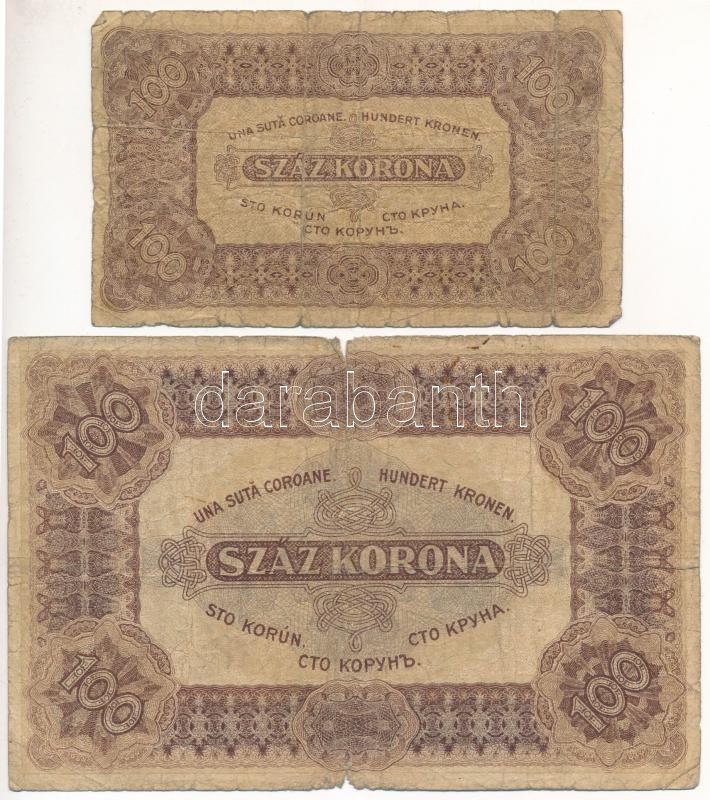 100 100
UNA SUTĂ COROANE. HUNDERT KRONEN.
SZÁZ KORONA
STO KORÚN СТО КРУНА.
СТО КОРУНЪ.
100 100
darabanth
100 100
UNA SUTĂ COROANE. HUNDERT KRONEN.
SZÁZ KORONA
STO KORÚN. СТО КРУНА.
СТО КОРУНЪ.
100 100